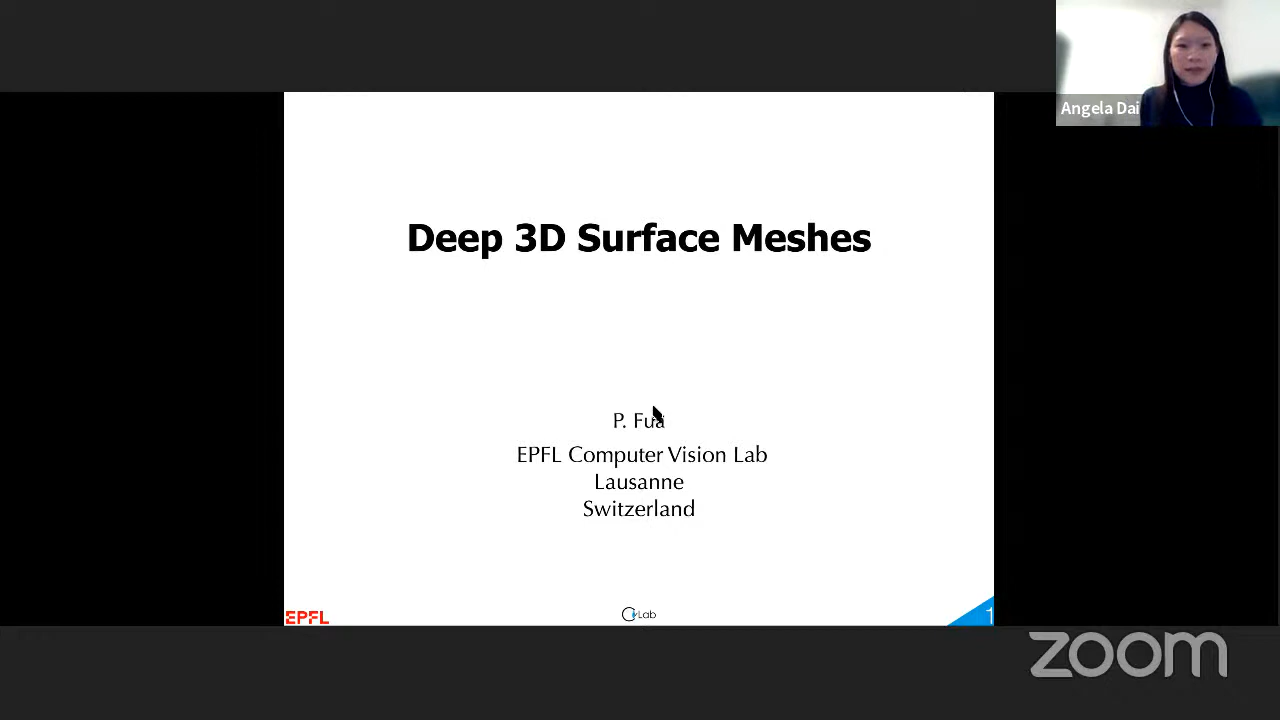 Angela Dai
Deep 3D Surface Meshes
P. Fua
EPFL Computer Vision Lab
Lausanne
Switzerland
EPFL
CvLab
1
zoom